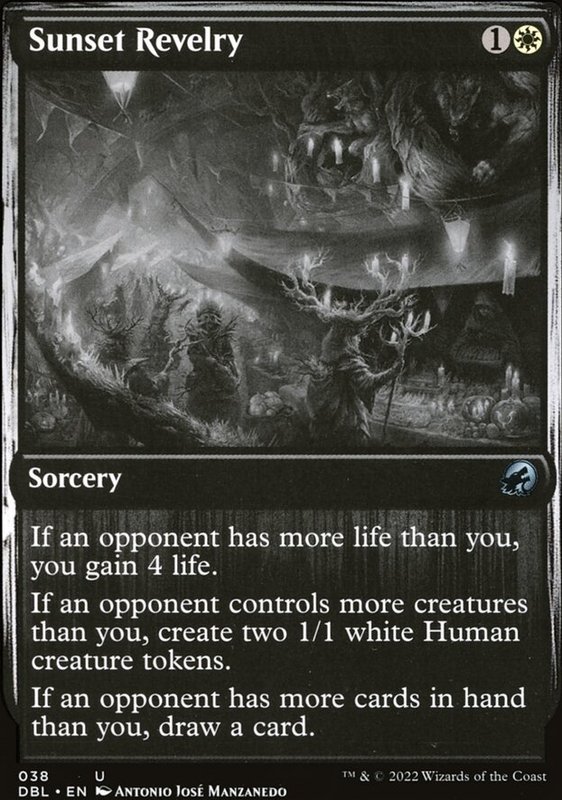 Sunset Revelry 1
Sorcery
If an opponent has more life than you,
you gain 4 life.
If an opponent controls more creatures
than you, create two 1/1 white Human
creature tokens.
If an opponent has more cards in hand
than you, draw a card.
038 U
DBL • EN Antonio José Manzanedo
™ & © 2022 Wizards of the Coast